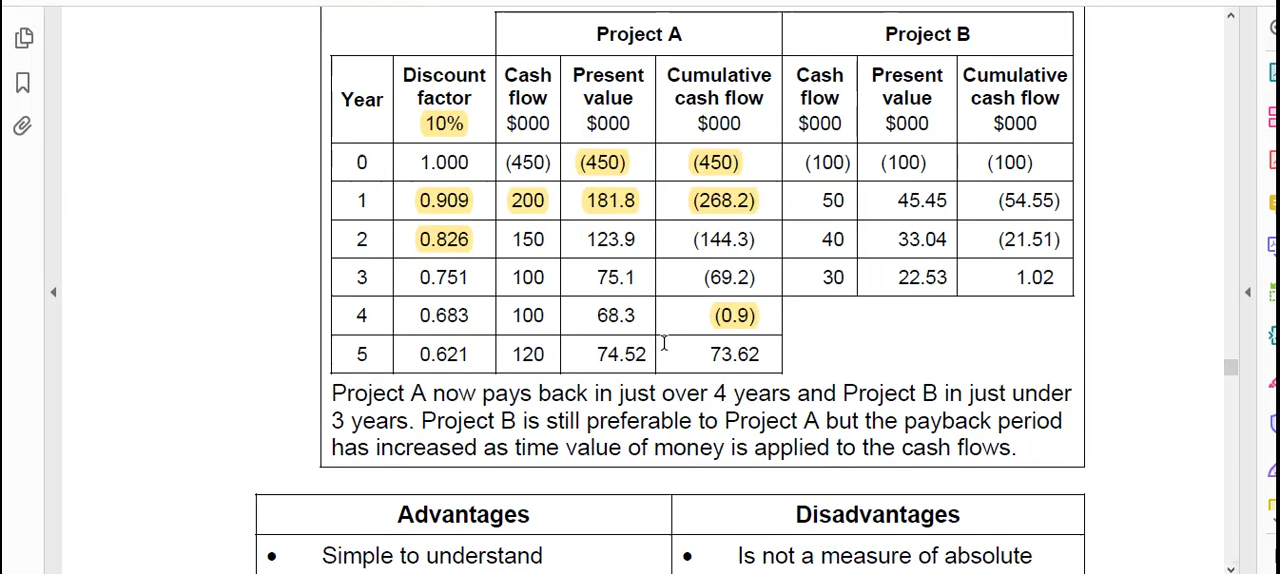 Project A Project B
Year Discount factor 10% Cash flow $000 Present value $000 Cumulative cash flow $000 Cash flow $000 Present value $000 Cumulative cash flow $000
0 1.000 (450) (450) (450) (100) (100) (100)
1 0.909 200 181.8 (268.2) 50 45.45 (54.55)
2 0.826 150 123.9 (144.3) 40 33.04 (21.51)
3 0.751 100 75.1 (69.2) 30 22.53 1.02
4 0.683 100 68.3 (0.9)
5 0.621 120 74.52 73.62
Project A now pays back in just over 4 years and Project B in just under
3 years. Project B is still preferable to Project A but the payback period
has increased as time value of money is applied to the cash flows.
Advantages Disadvantages
• Simple to understand • Is not a measure of absolute